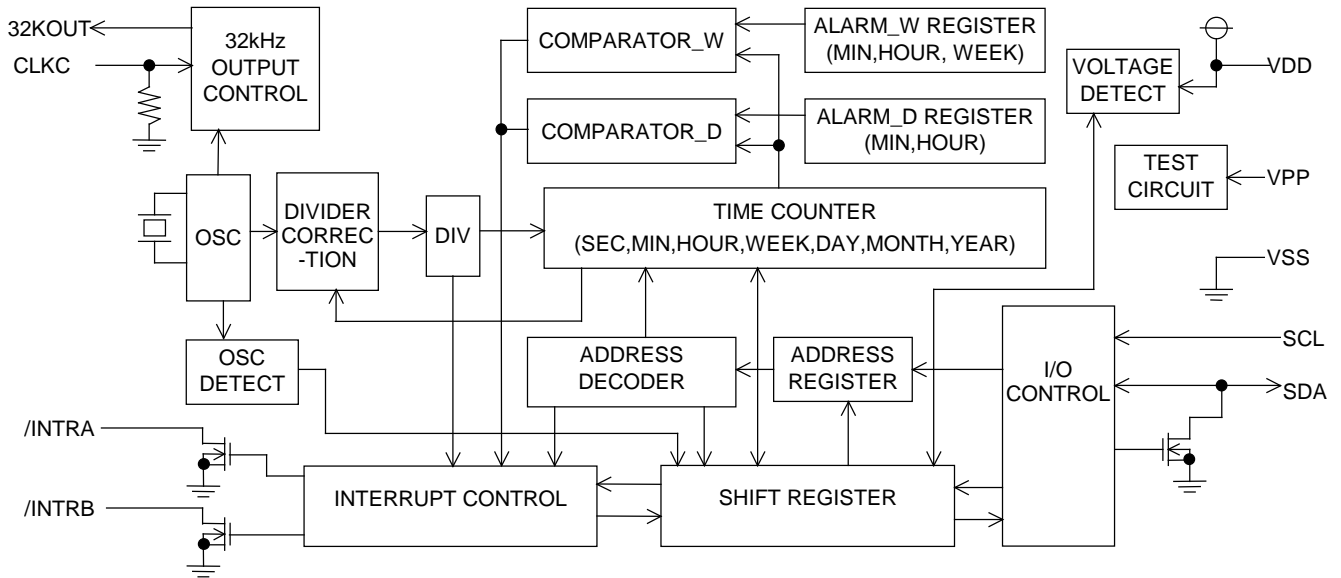 32KOUT
CLKC
32kHz
OUTPUT
CONTROL
COMPARATOR_W
ALARM_W REGISTER
(MIN,HOUR, WEEK)
VOLTAGE
DETECT
VDD
COMPARATOR_D
ALARM_D REGISTER
(MIN,HOUR)
TEST
CIRCUIT
VPP
OSC
DIVIDER
CORREC
-TION
DIV
TIME COUNTER
(SEC,MIN,HOUR,WEEK,DAY,MONTH,YEAR)
VSS
OSC
DETECT
ADDRESS
DECODER
ADDRESS
REGISTER
I/O
CONTROL
SCL
SDA
/INTRA
/INTRB
INTERRUPT CONTROL
SHIFT REGISTER